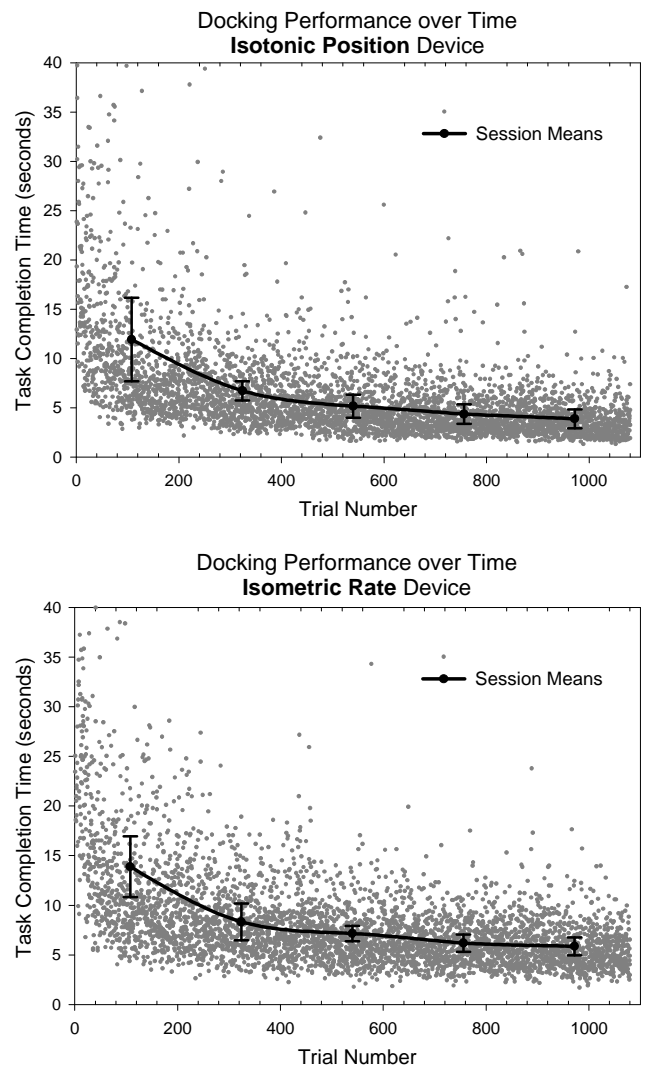 Docking Performance over Time
Isotonic Position Device
40
35
30
25
20
15
10
5
0
Task Completion Time (seconds)
Session Means
0 200 400 600 800 1000
Trial Number
Docking Performance over Time
Isometric Rate Device
40
35
30
25
20
15
10
5
0
Task Completion Time (seconds)
Session Means
0 200 400 600 800 1000
Trial Number